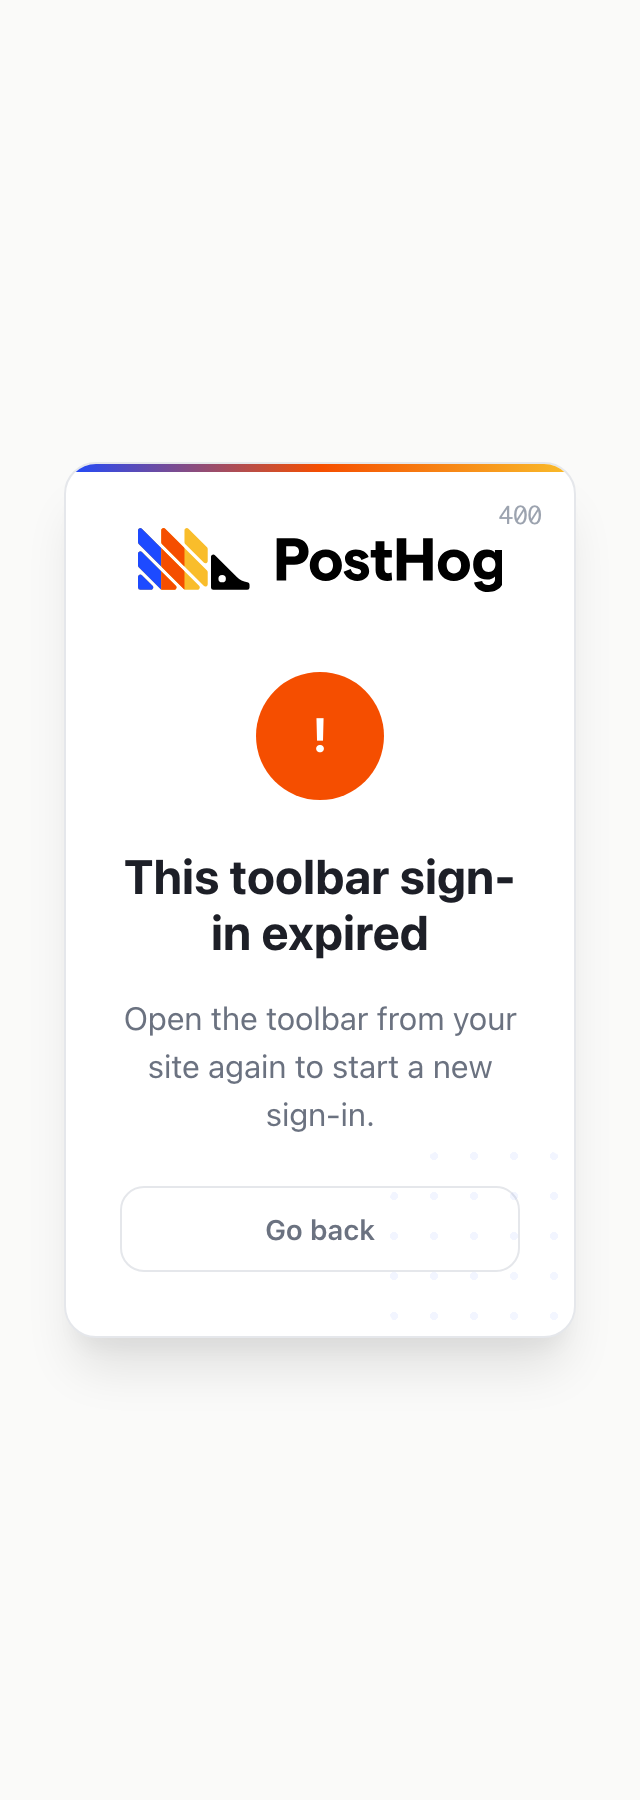 400
PostHog
!
This toolbar sign-
in expired
Open the toolbar from your
site again to start a new
sign-in.
Go back